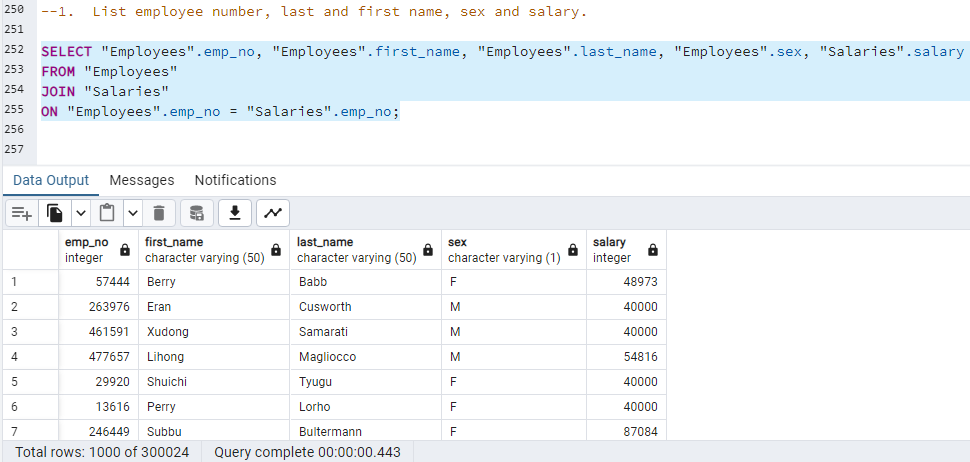 250 --1.  List employee number, last and first name, sex and salary.
251
252 SELECT "Employees".emp_no, "Employees".first_name, "Employees".last_name, "Employees".sex, "Salaries".salary
253 FROM "Employees"
254 JOIN "Salaries"
255 ON "Employees".emp_no = "Salaries".emp_no;
256
257
Data Output Messages Notifications
emp_no first_name last_name sex salary
integer character varying (50) character varying (50) character varying (1) integer
1 57444 Berry Babb F 48973
2 263976 Eran Cusworth M 40000
3 461591 Xudong Samarati M 40000
4 477657 Lihong Magliocco M 54816
5 29920 Shuichi Tyugu F 40000
6 13616 Perry Lorho F 40000
7 246449 Subbu Bultermann F 87084
Total rows: 1000 of 300024 Query complete 00:00:00.443